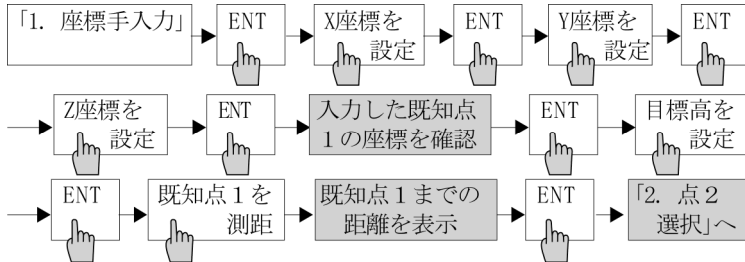 「1. 座標手入力」
ENT
X座標を
設定
ENT
Y座標を
設定
ENT
Z座標を
設定
ENT
入力した既知点
1の座標を確認
ENT
目標高を
設定
ENT
既知点1を
測距
既知点1までの
距離を表示
ENT
「2. 点2
選択」へ